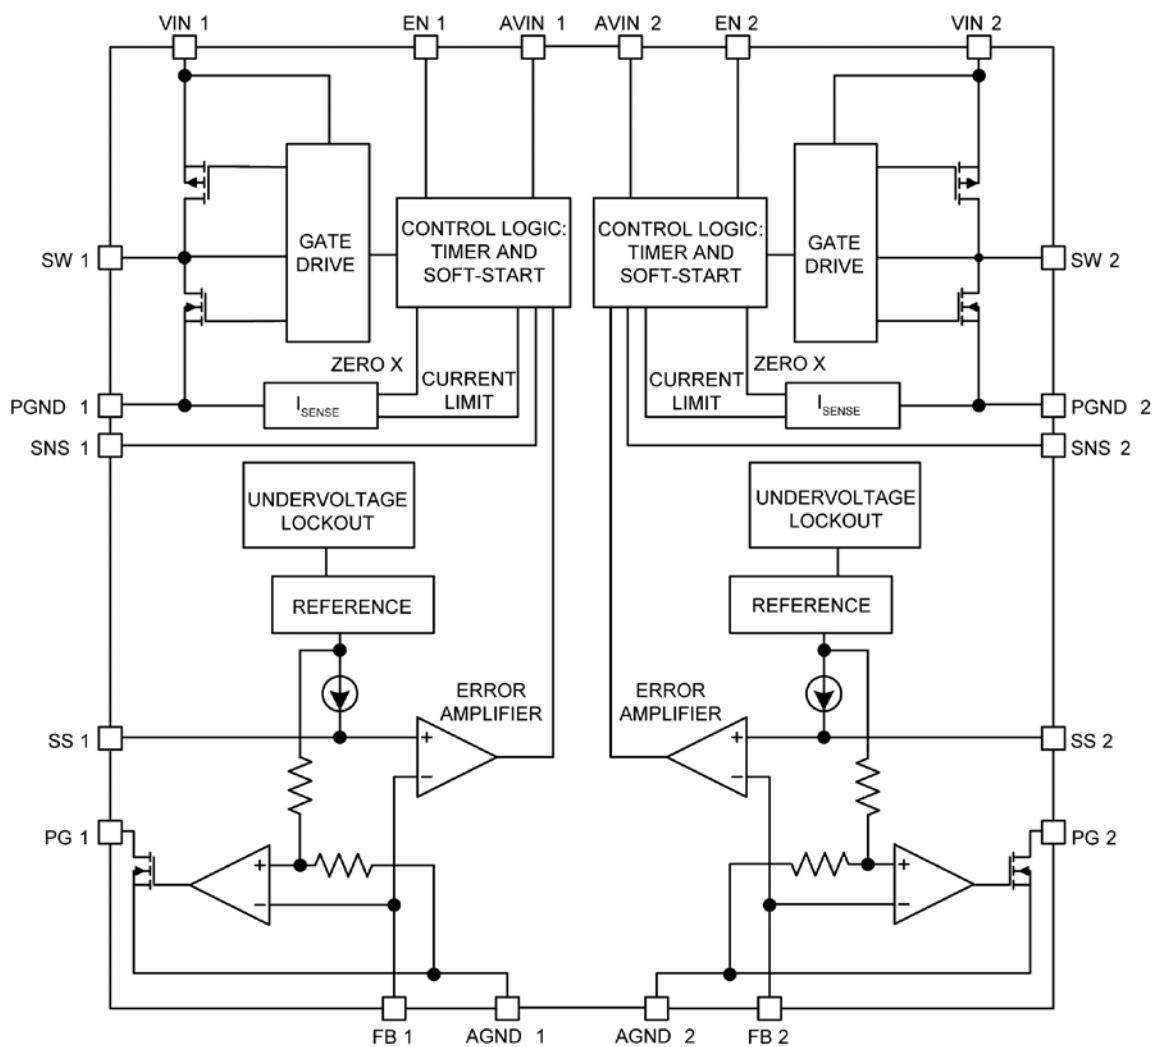 VIN 1
EN 1
AVIN 1
AVIN 2
EN 2
VIN 2
GATE
DRIVE
CONTROL LOGIC:
TIMER AND
SOFT-START
CONTROL LOGIC:
TIMER AND
SOFT-START
GATE
DRIVE
SW 1
SW 2
ZERO X
CURRENT
LIMIT
CURRENT
LIMIT
ZERO X
PGND 1
ISENSE
ISENSE
PGND 2
SNS 1
SNS 2
UNDERVOLTAGE
LOCKOUT
UNDERVOLTAGE
LOCKOUT
REFERENCE
REFERENCE
ERROR
AMPLIFIER
ERROR
AMPLIFIER
SS 1
+
−
+
−
SS 2
PG 1
+
−
+
−
PG 2
FB 1
AGND 1
AGND 2
FB 2